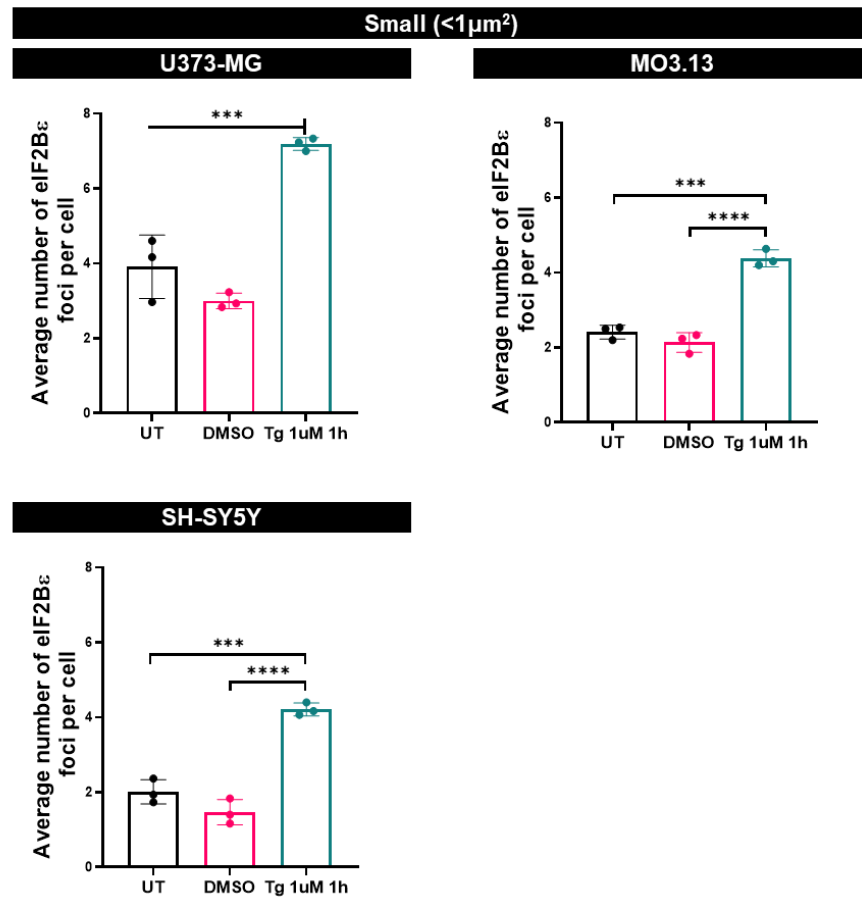 Small (<1µm²)
U373-MG
Average number of eIF2Bε
foci per cell
8
6
4
2
0
***
UT
DMSO
Tg 1uM 1h
MO3.13
Average number of eIF2Bε
foci per cell
8
6
4
2
0
***
****
UT
DMSO
Tg 1uM 1h
SH-SY5Y
Average number of eIF2Bε
foci per cell
8
6
4
2
0
***
****
UT
DMSO
Tg 1uM 1h